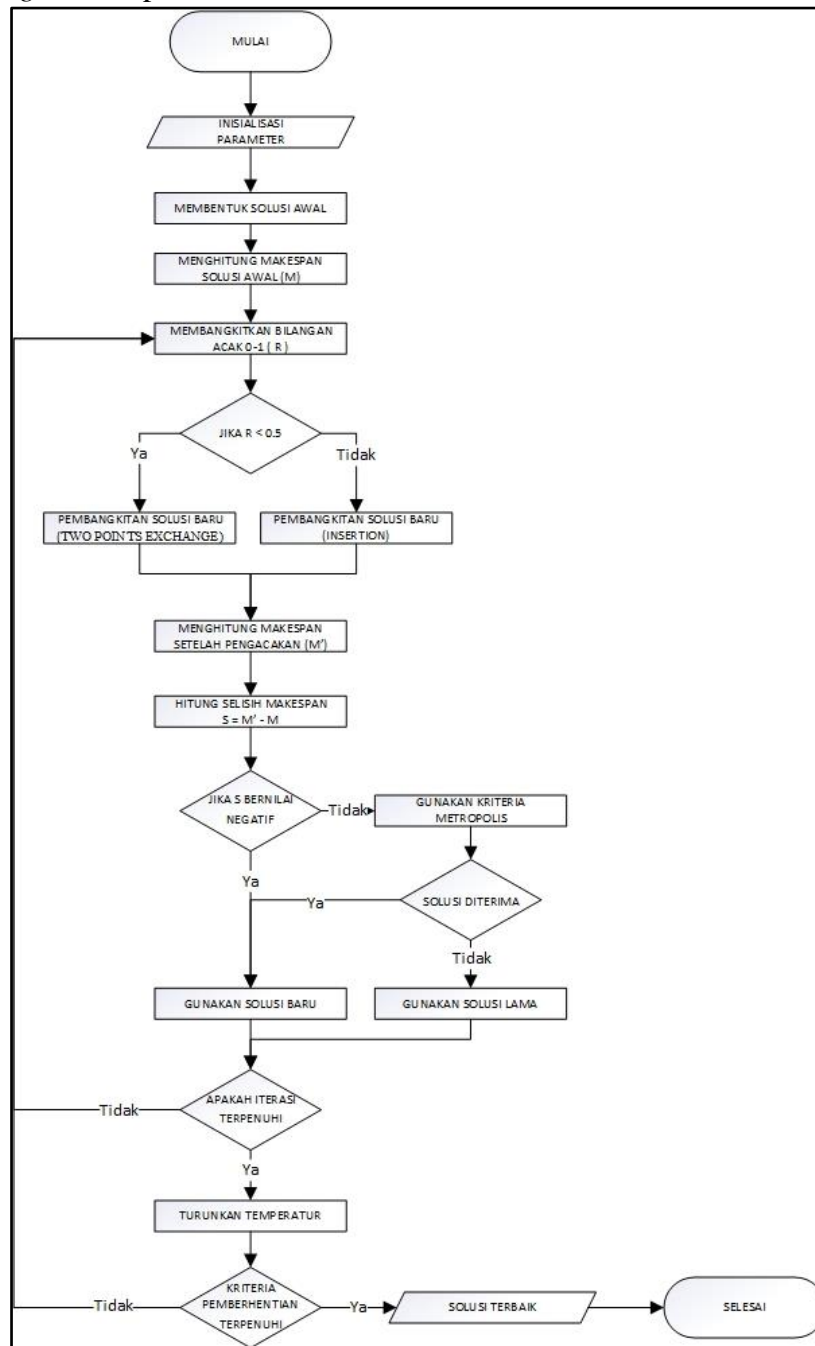 MULAI
INISIALISASI
PARAMETER
MEMBENTUK SOLUSI AWAL
MENGHITUNG MAKESPAN
SOLUSI AWAL (M)
MEMBANGKITKAN BILANGAN
ACAK 0-1 ( R )
JIKA R < 0.5
Ya
Tidak
PEMBANGKITAN SOLUSI BARU
(TWO POINTS EXCHANGE)
PEMBANGKITAN SOLUSI BARU
(INSERTION)
MENGHITUNG MAKESPAN
SETELAH PENGACAKAN (M')
HITUNG SELISIH MAKESPAN
S = M' - M
JIKA S BERNILAI
NEGATIF
Tidak
GUNAKAN KRITERIA
METROPOLIS
Ya
Ya
SOLUSI DITERIMA
Tidak
GUNAKAN SOLUSI BARU
GUNAKAN SOLUSI LAMA
APAKAH ITERASI
TERPENUHI
Tidak
Ya
TURUNKAN TEMPERATUR
KRITERIA
PEMBERHENTIAN
TERPENUHI
Tidak
Ya
SOLUSI TERBAIK
SELESAI